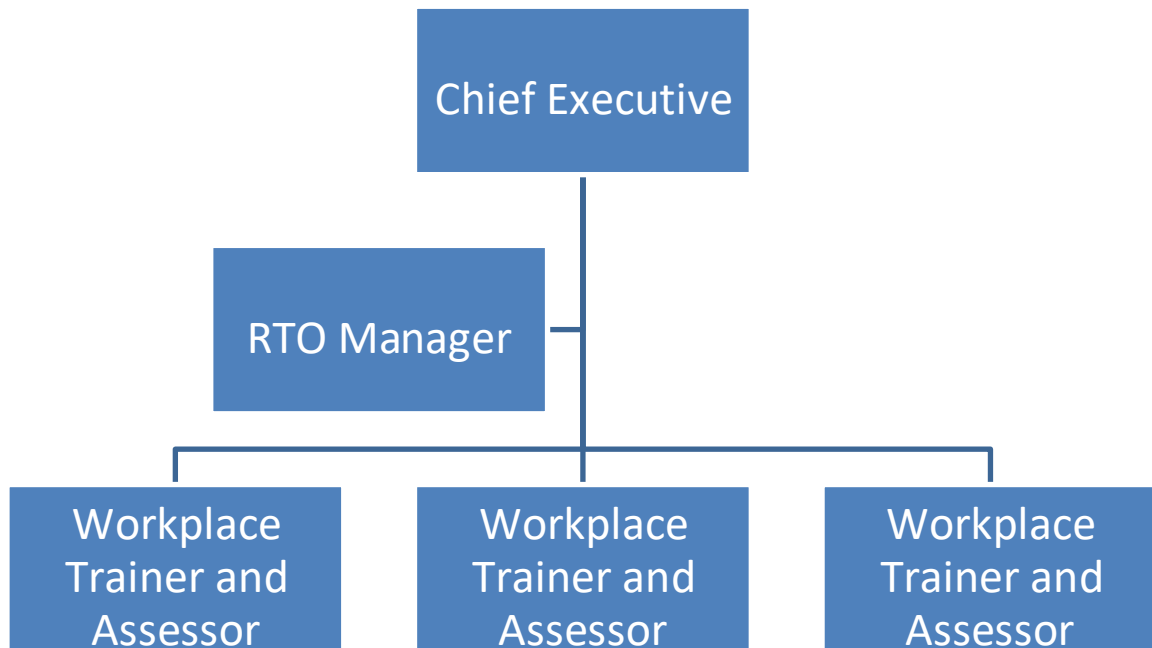 Chief Executive
RTO Manager
Workplace
Trainer and
Assessor
Workplace
Trainer and
Assessor
Workplace
Trainer and
Assessor